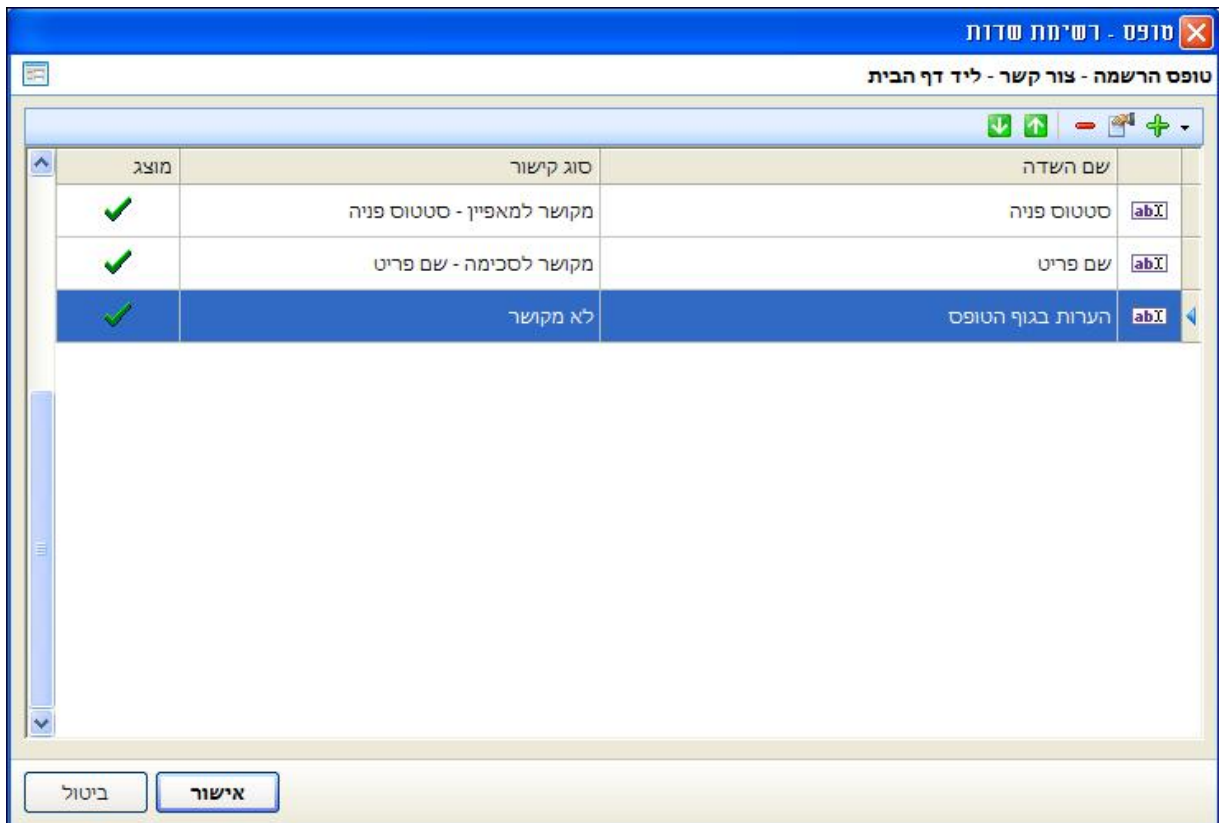 טופס - רשימת שדות
טופס הרשמה - צור קשר - ליד דף הבית
שם השדה סוג קישור מוצג
סטטוס פניה מקושר למאפיין - סטטוס פניה
שם פריט מקושר לסכימה - שם פריט
הערות בגוף הטופס לא מקושר
אישור ביטול